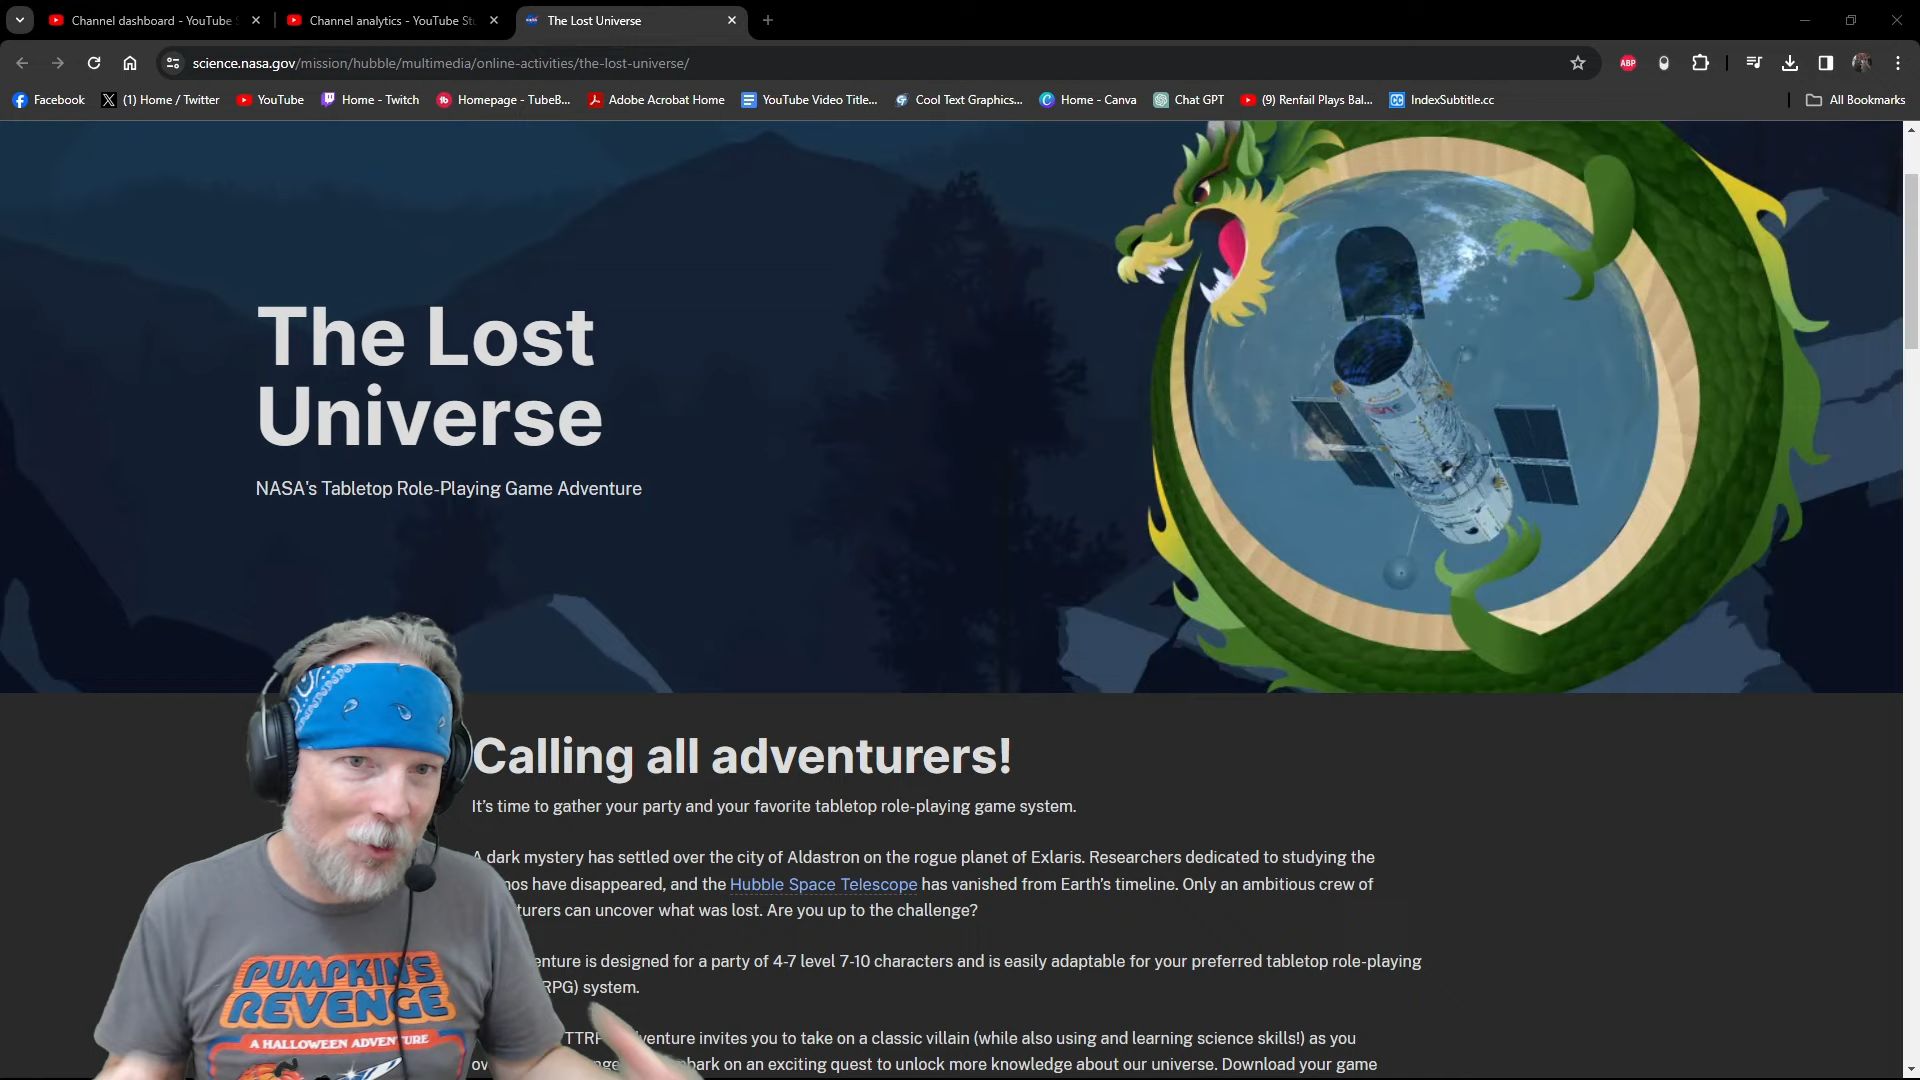 Channel dashboard - YouTube
Channel analytics - YouTube Stu
The Lost Universe
science.nasa.gov/mission/hubble/multimedia/online-activities/the-lost-universe/
ABP
Facebook
(1) Home / Twitter
YouTube
Home - Twitch
Homepage - TubeB...
Adobe Acrobat Home
YouTube Video Title...
Cool Text Graphics...
Home - Canva
Chat GPT
(9) Renfail Plays Bal...
CC IndexSubtitle.cc
All Bookmarks
The Lost
Universe
NASA's Tabletop Role-Playing Game Adventure
Calling all adventurers!
It's time to gather your party and your favorite tabletop role-playing game system.
A dark mystery has settled over the city of Aldastron on the rogue planet of Exlaris. Researchers dedicated to studying the
have disappeared, and the Hubble Space Telescope has vanished from Earth's timeline. Only an ambitious crew of
can uncover what was lost. Are you up to the challenge?
is designed for a party of 4-7 level 7-10 characters and is easily adaptable for your preferred tabletop role-playing
system.
invites you to take on a classic villain (while also using and learning science skills!) as you
on an exciting quest to unlock more knowledge about our universe. Download your game
PUMPKIN'S
REVENGE
A HALLOWEEN ADVENTURE